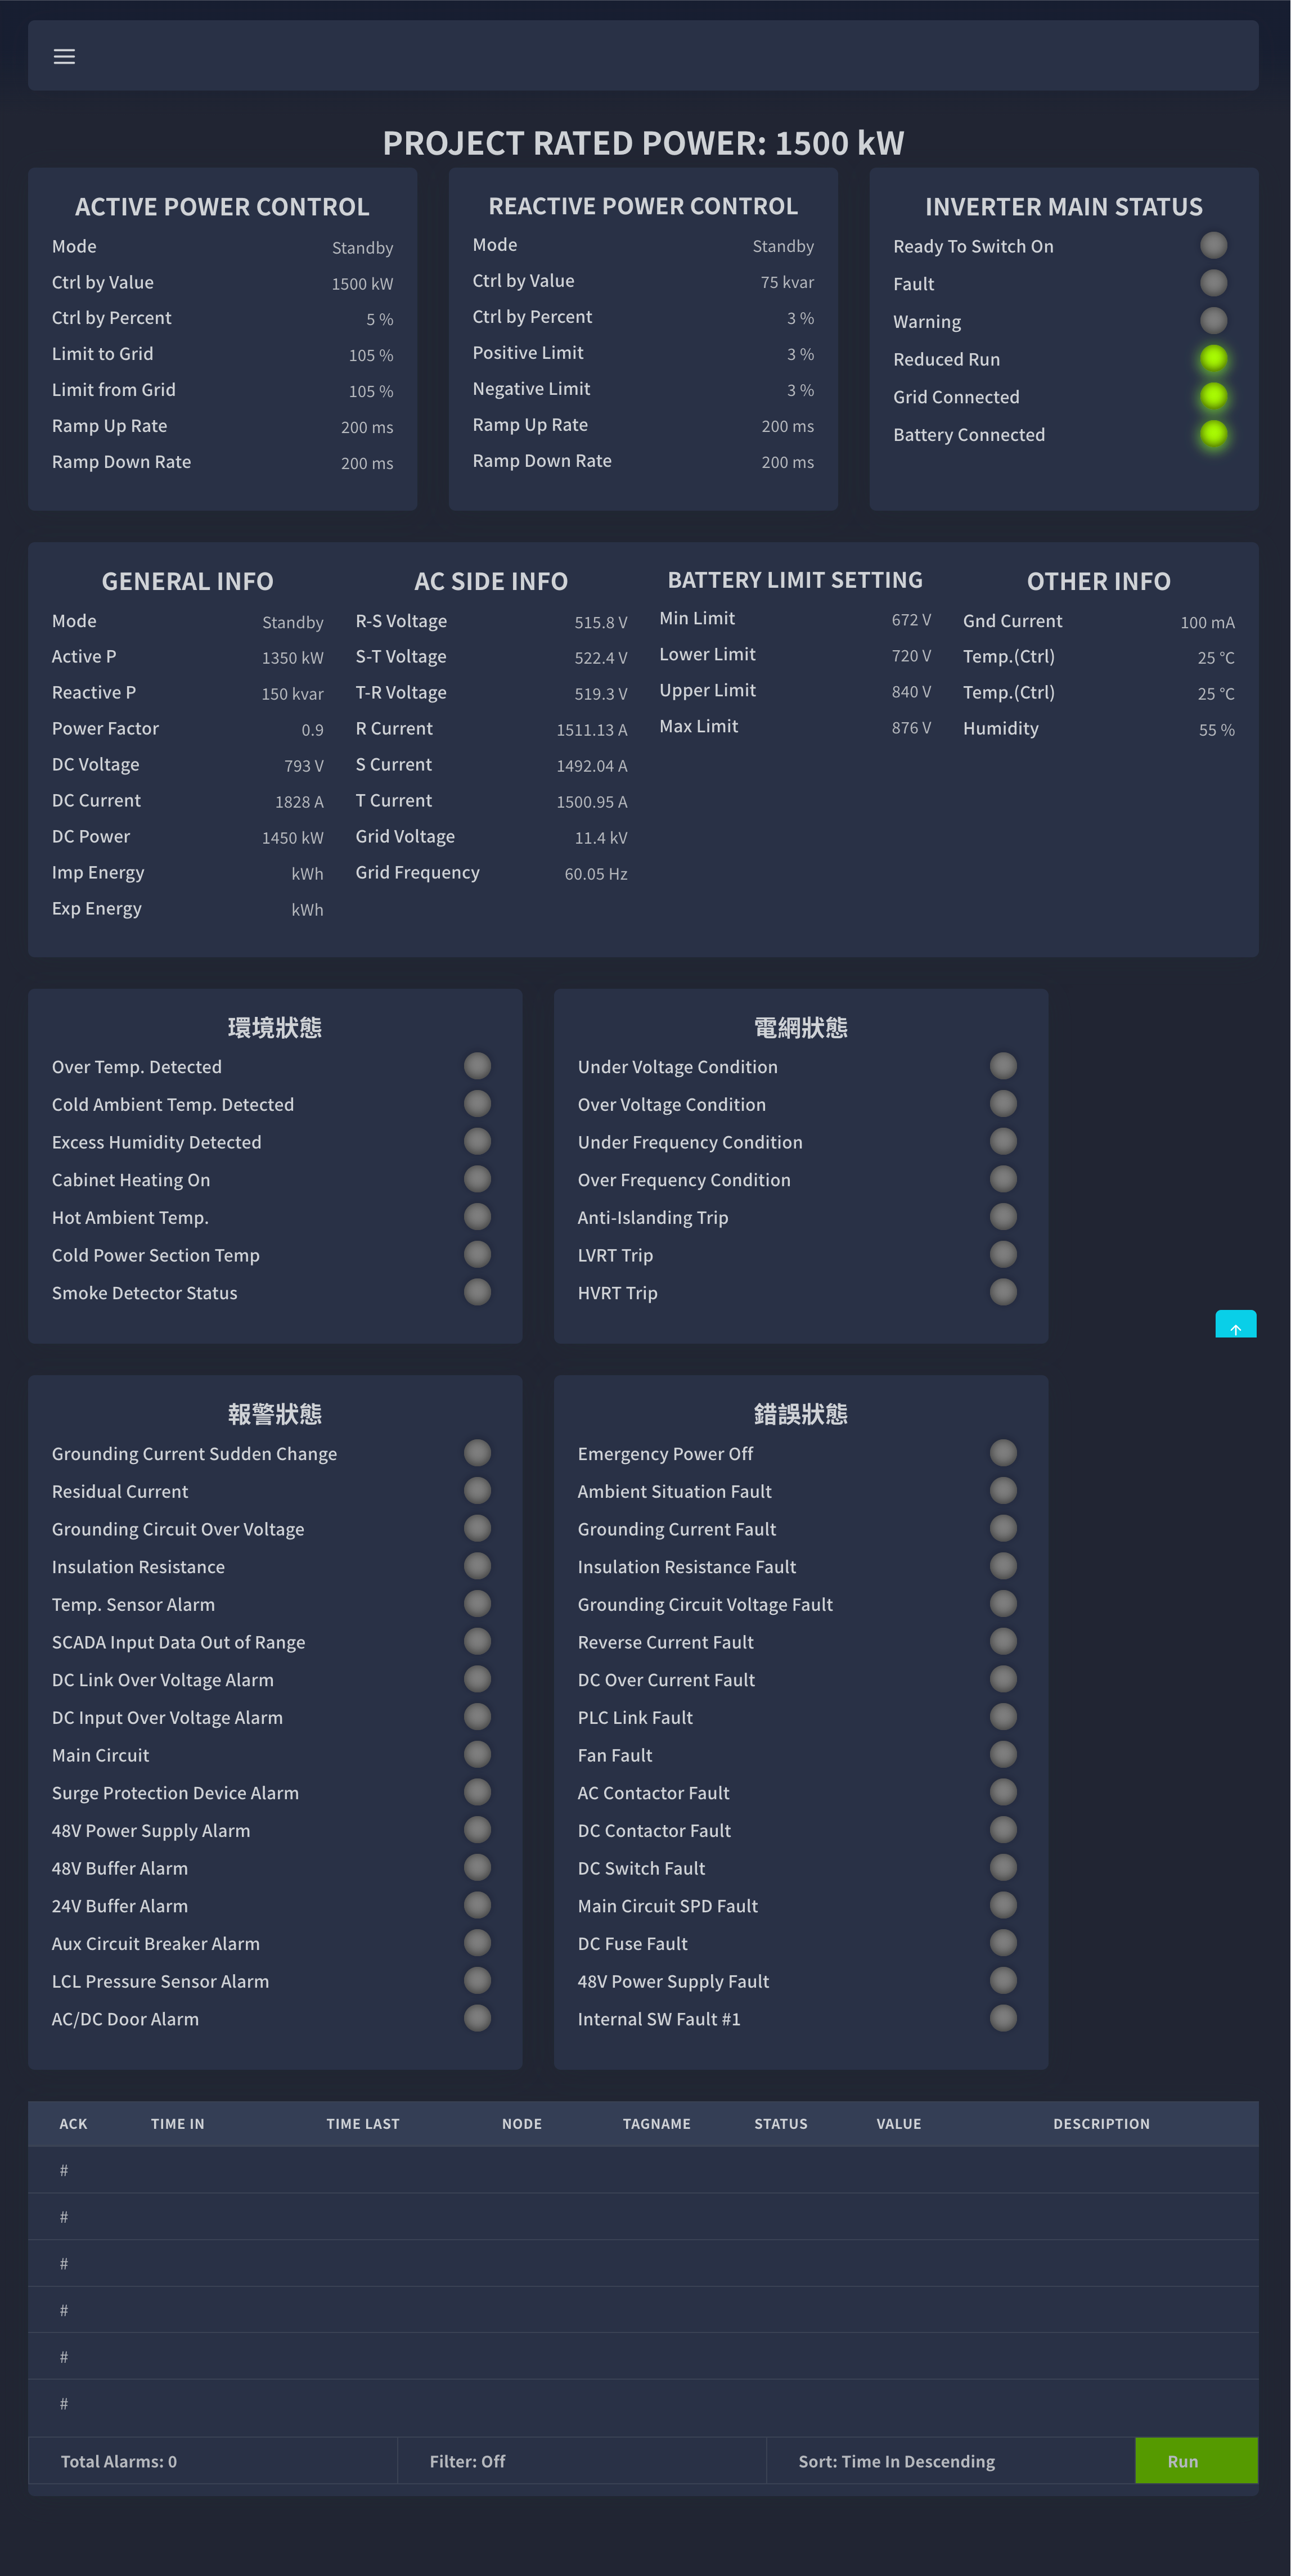 PROJECT RATED POWER: 1500 kW
ACTIVE POWER CONTROL
Mode Standby
Ctrl by Value 1500 kW
Ctrl by Percent 5 %
Limit to Grid 105 %
Limit from Grid 105 %
Ramp Up Rate 200 ms
Ramp Down Rate 200 ms
REACTIVE POWER CONTROL
Mode Standby
Ctrl by Value 75 kvar
Ctrl by Percent 3 %
Positive Limit 3 %
Negative Limit 3 %
Ramp Up Rate 200 ms
Ramp Down Rate 200 ms
INVERTER MAIN STATUS
Ready To Switch On
Fault
Warning
Reduced Run
Grid Connected
Battery Connected
GENERAL INFO
Mode Standby
Active P 1350 kW
Reactive P 150 kvar
Power Factor 0.9
DC Voltage 793 V
DC Current 1828 A
DC Power 1450 kW
Imp Energy kWh
Exp Energy kWh
AC SIDE INFO
R-S Voltage 515.8 V
S-T Voltage 522.4 V
T-R Voltage 519.3 V
R Current 1511.13 A
S Current 1492.04 A
T Current 1500.95 A
Grid Voltage 11.4 kV
Grid Frequency 60.05 Hz
BATTERY LIMIT SETTING
Min Limit 672 V
Lower Limit 720 V
Upper Limit 840 V
Max Limit 876 V
OTHER INFO
Gnd Current 100 mA
Temp.(Ctrl) 25 °C
Temp.(Ctrl) 25 °C
Humidity 55 %
環境狀態
Over Temp. Detected
Cold Ambient Temp. Detected
Excess Humidity Detected
Cabinet Heating On
Hot Ambient Temp.
Cold Power Section Temp
Smoke Detector Status
電網狀態
Under Voltage Condition
Over Voltage Condition
Under Frequency Condition
Over Frequency Condition
Anti-Islanding Trip
LVRT Trip
HVRT Trip
報警狀態
Grounding Current Sudden Change
Residual Current
Grounding Circuit Over Voltage
Insulation Resistance
Temp. Sensor Alarm
SCADA Input Data Out of Range
DC Link Over Voltage Alarm
DC Input Over Voltage Alarm
Main Circuit
Surge Protection Device Alarm
48V Power Supply Alarm
48V Buffer Alarm
24V Buffer Alarm
Aux Circuit Breaker Alarm
LCL Pressure Sensor Alarm
AC/DC Door Alarm
錯誤狀態
Emergency Power Off
Ambient Situation Fault
Grounding Current Fault
Insulation Resistance Fault
Grounding Circuit Voltage Fault
Reverse Current Fault
DC Over Current Fault
PLC Link Fault
Fan Fault
AC Contactor Fault
DC Contactor Fault
DC Switch Fault
Main Circuit SPD Fault
DC Fuse Fault
48V Power Supply Fault
Internal SW Fault #1
ACK TIME IN TIME LAST NODE TAGNAME STATUS VALUE DESCRIPTION
#
#
#
#
#
#
Total Alarms: 0 Filter: Off Sort: Time In Descending Run